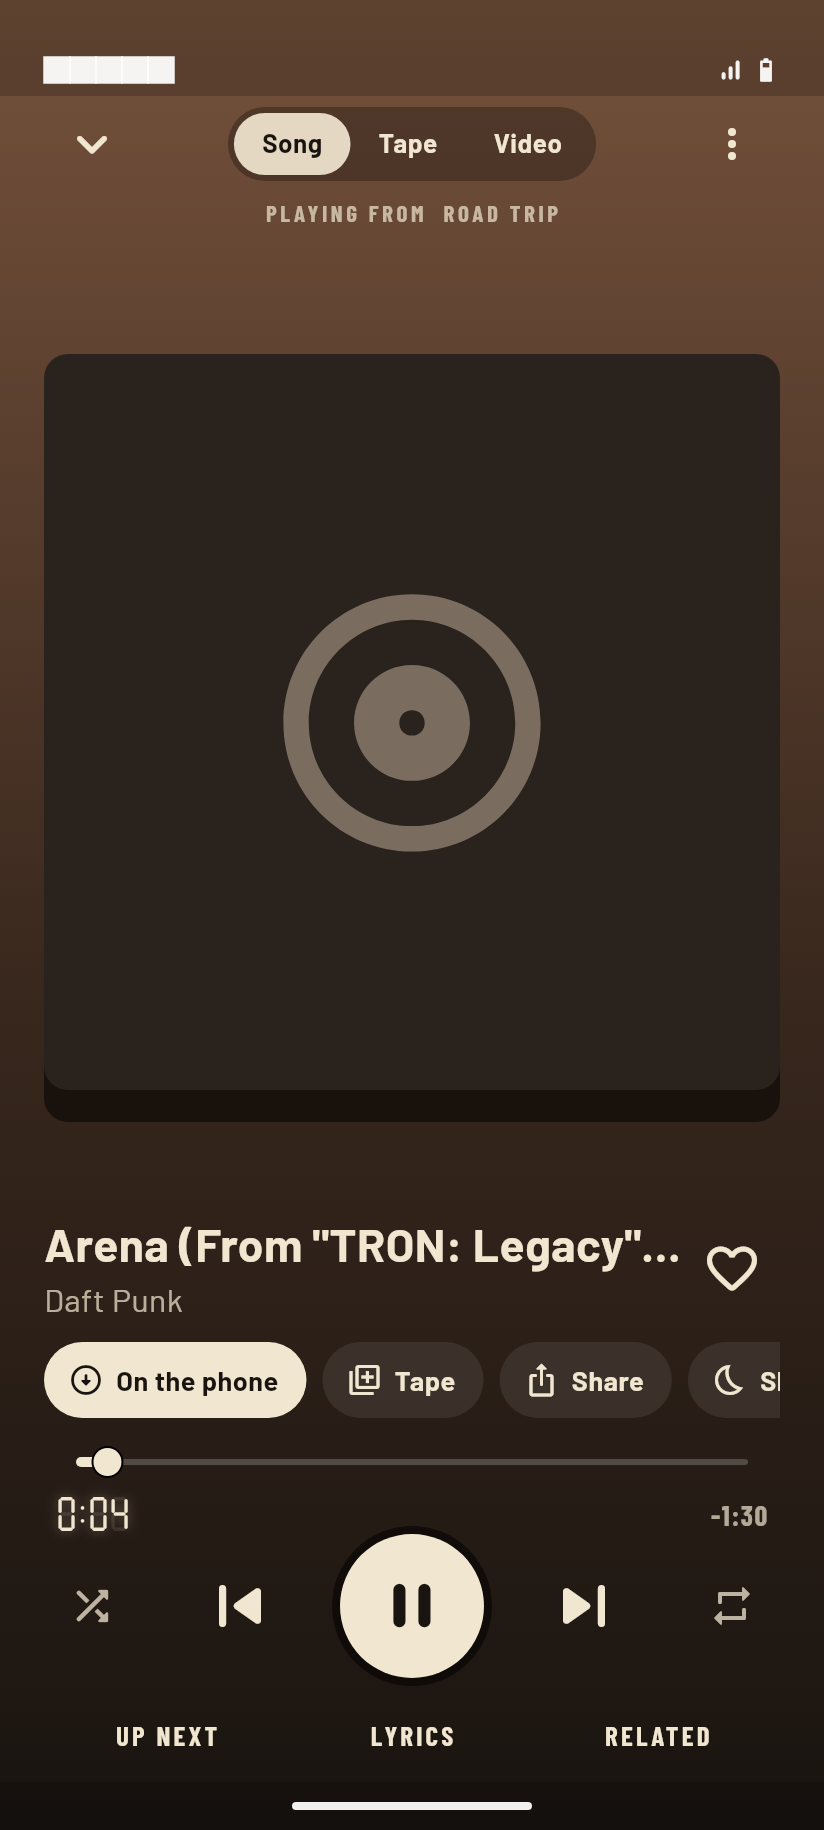 Song Tape Video
PLAYING FROM ROAD TRIP
Arena (From "TRON: Legacy"...
Daft Punk
On the phone Tape Share
0:04 -1:30
UP NEXT LYRICS RELATED